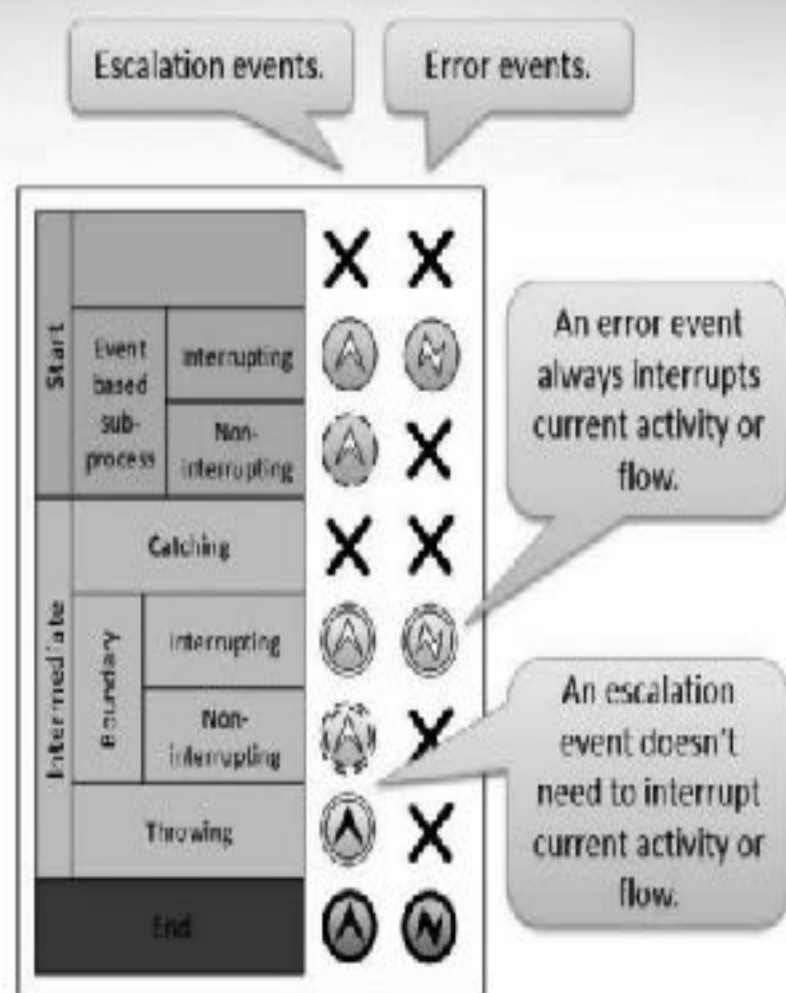 Escalation events.
Error events.
Start
Event
based
sub-
process
Interrupting
Non-
interrupting
An error event
always interrupts
current activity or
flow.
Intermediate
Catching
Boundary
Interrupting
Non-
interrupting
Throwing
An escalation
event doesn't
need to interrupt
current activity or
flow.
End